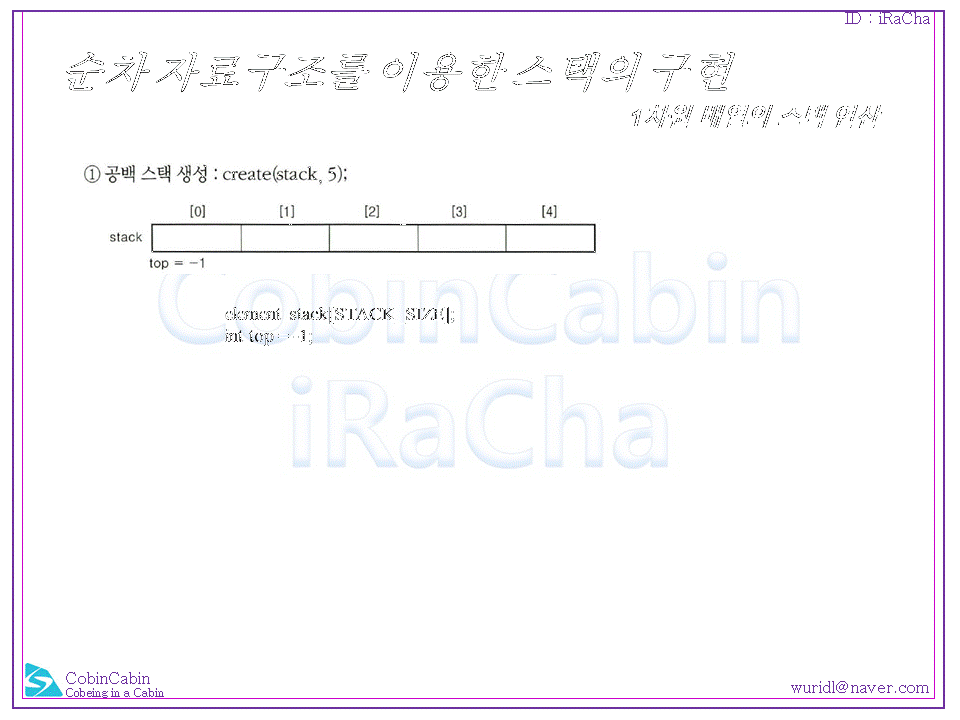 ID : iRaCha
순차 자료구조를 이용한 스택의 구현
1차원 배열의 스택 연산
① 공백 스택 생성 : create(stack, 5);
[0] [1] [2] [3] [4]
stack
top = -1
CobinCabin
element stack[STACK_SIZE];
int top = -1;
iRaCha
CobinCabin
Cobeing in a Cabin
wuridl@naver.com